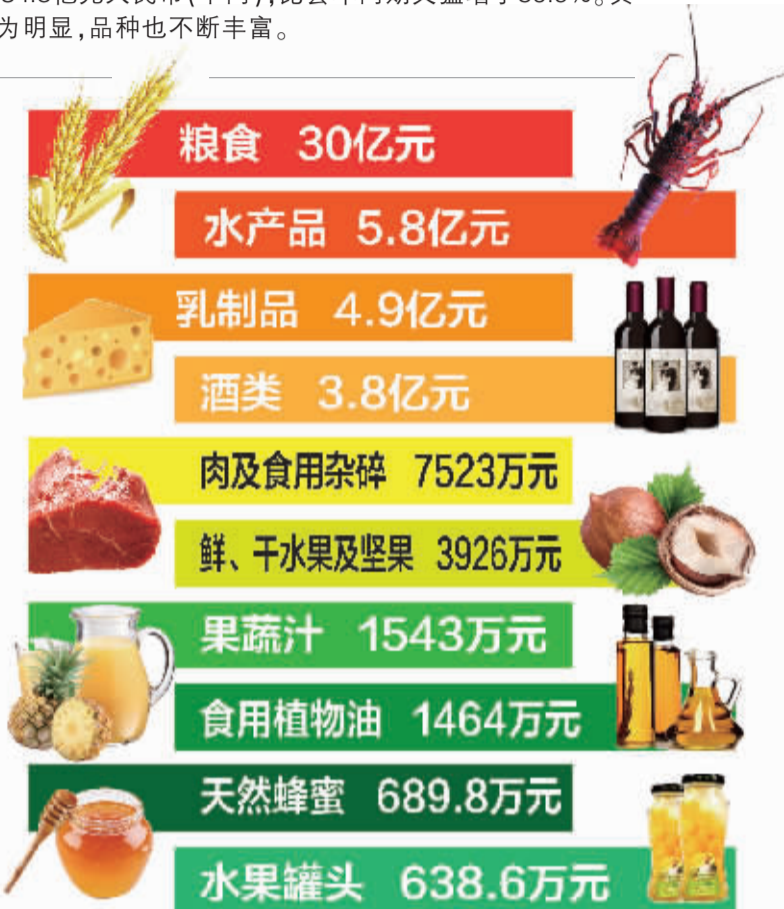 为明显,品种也不断丰富。
粮食 30亿元
水产品 5.8亿元
乳制品 4.9亿元
酒类 3.8亿元
肉及食用杂碎 7523万元
鲜、干水果及坚果 3926万元
果蔬汁 1543万元
食用植物油 1464万元
天然蜂蜜 689.8万元
水果罐头 638.6万元